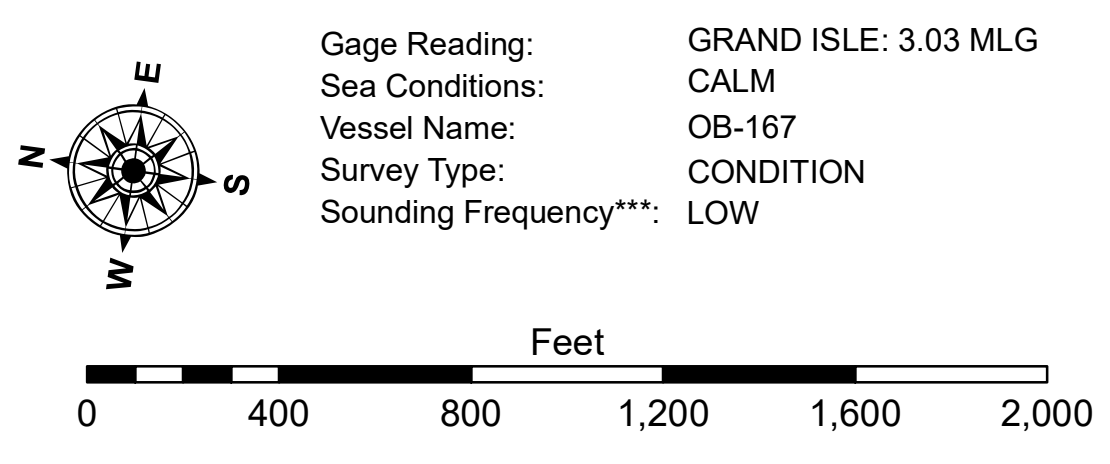 E
N
S
W
Gage Reading: GRAND ISLE: 3.03 MLG
Sea Conditions: CALM
Vessel Name: OB-167
Survey Type: CONDITION
Sounding Frequency***: LOW
Feet
0 400 800 1,200 1,600 2,000